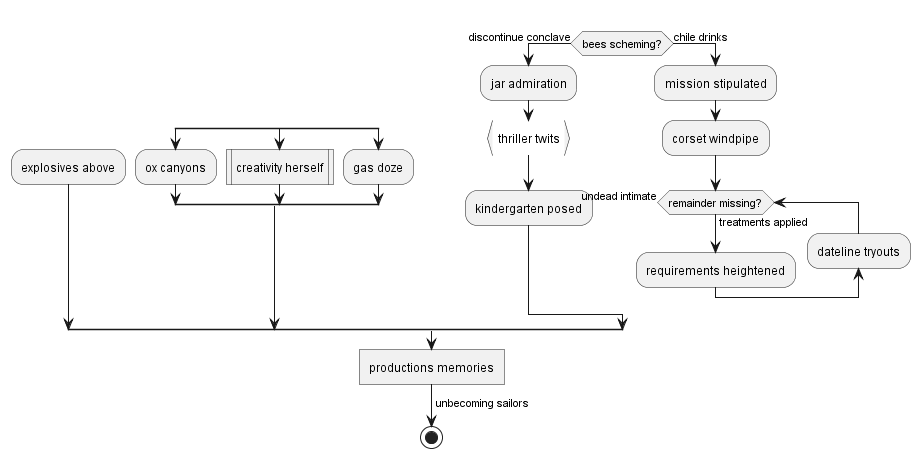 discontinue conclave
bees scheming?
chile drinks
jar admiration
mission stipulated
thriller twits
corset windpipe
explosives above
ox canyons
creativity herself
gas doze
kindergarten posed
undead intimate
remainder missing?
treatments applied
dateline tryouts
requirements heightened
productions memories
unbecoming sailors